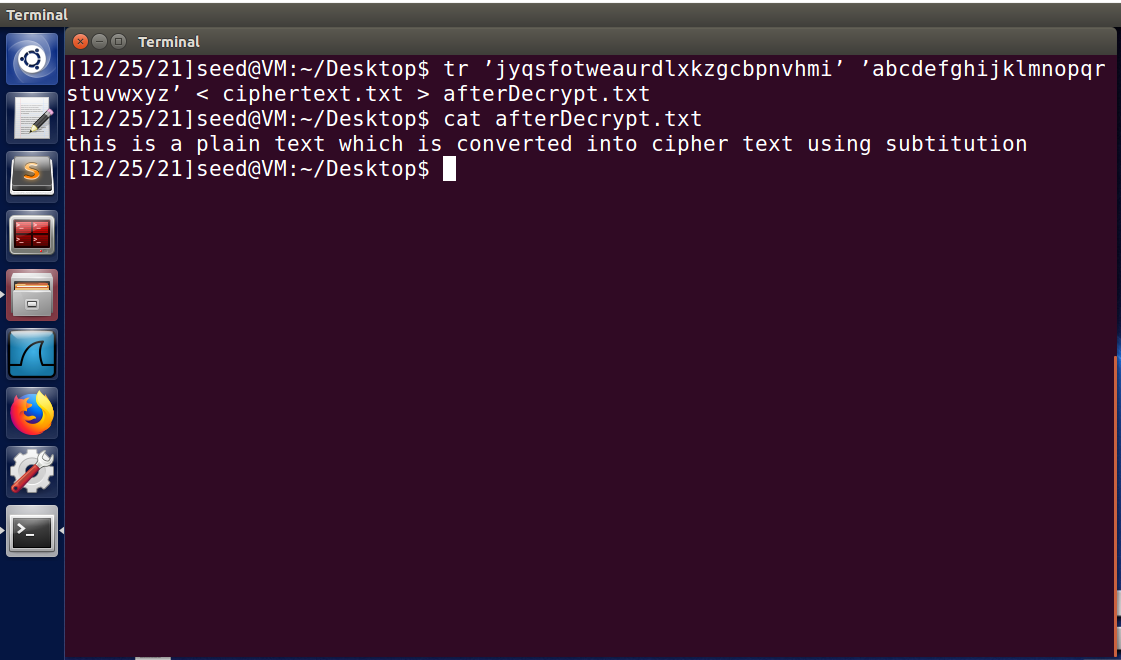 Terminal
Terminal
[12/25/21]seed@VM:~/Desktop$ tr ’jyqsfotweaurdlxkzgcbpnvhmi’ ’abcdefghijklmnopqr
stuvwxyz’ < ciphertext.txt > afterDecrypt.txt
[12/25/21]seed@VM:~/Desktop$ cat afterDecrypt.txt
this is a plain text which is converted into cipher text using subtitution
[12/25/21]seed@VM:~/Desktop$